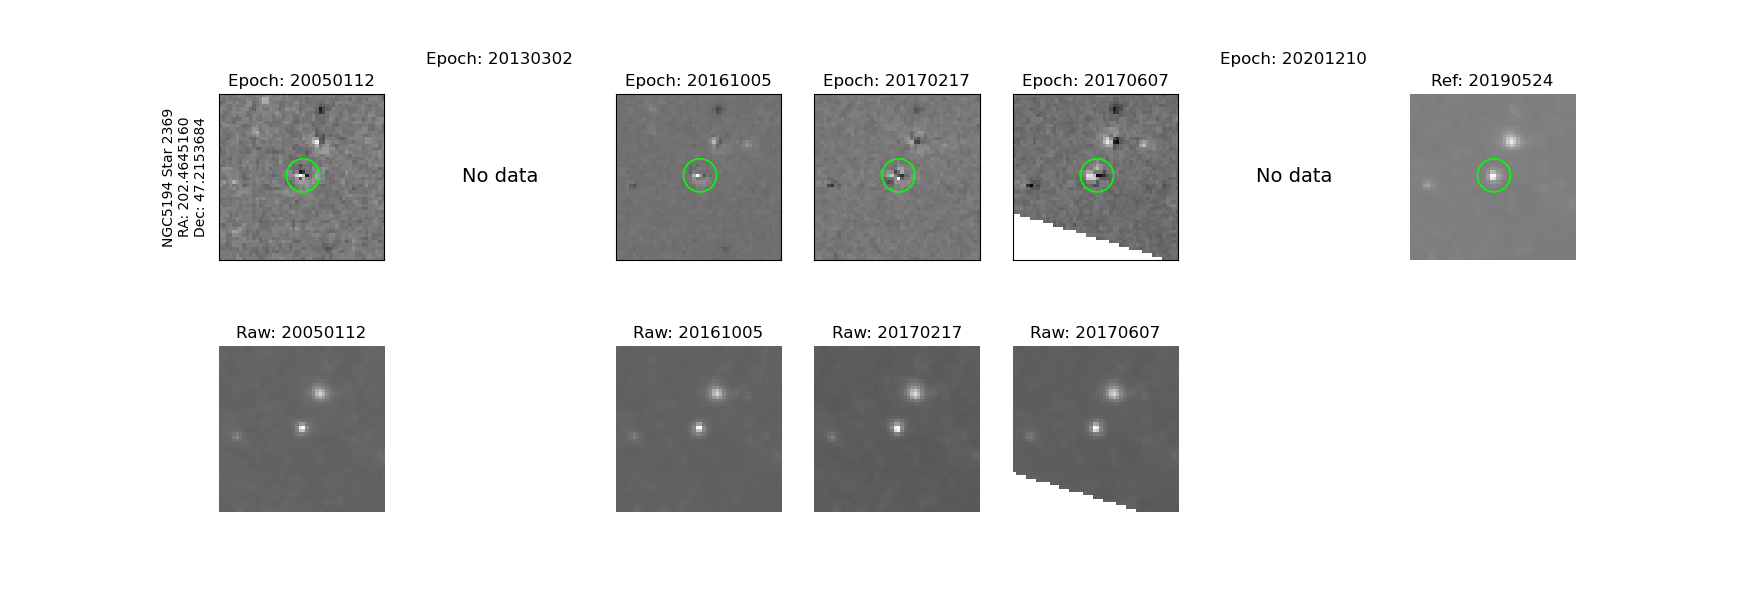 Epoch: 20130302
Epoch: 20201210
Epoch: 20050112
Epoch: 20161005
Epoch: 20170217
Epoch: 20170607
Ref: 20190524
NGC5194 Star 2369
RA: 202.4645160
Dec: 47.2153684
No data
No data
Raw: 20050112
Raw: 20161005
Raw: 20170217
Raw: 20170607